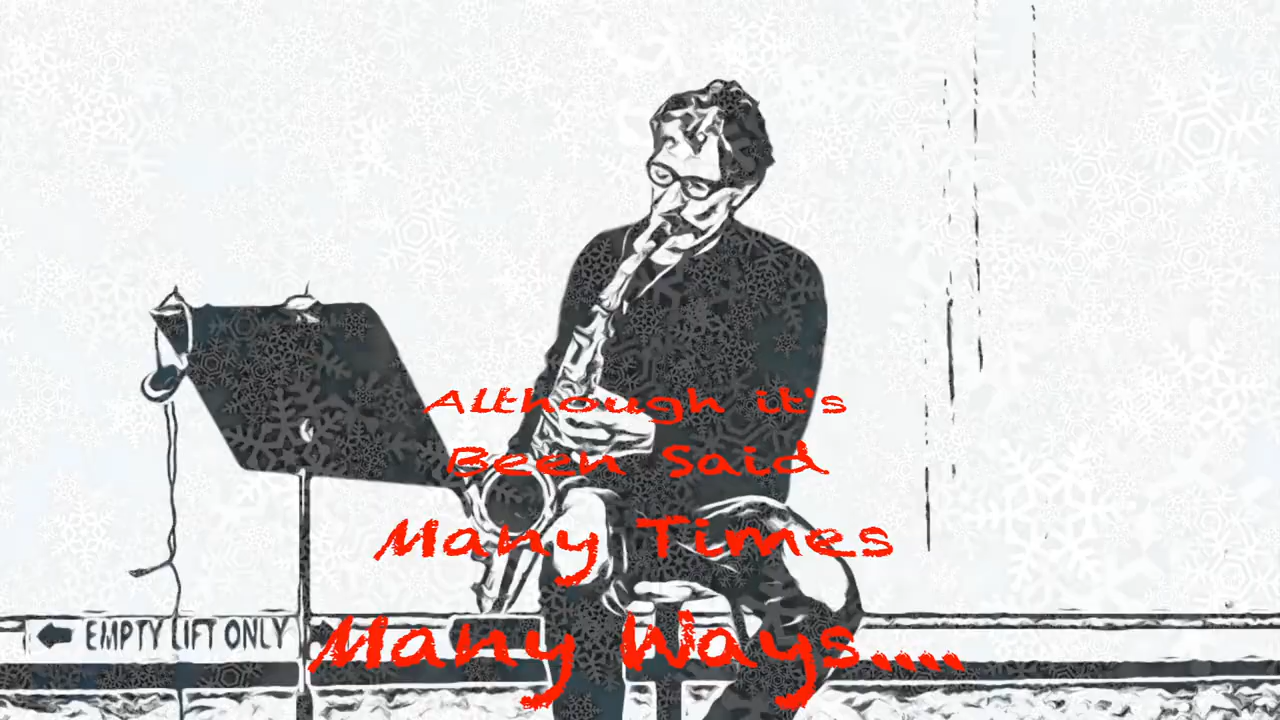 Although it's
Been Said
Many Times
EMPTY LIFT ONLY
Many Ways....